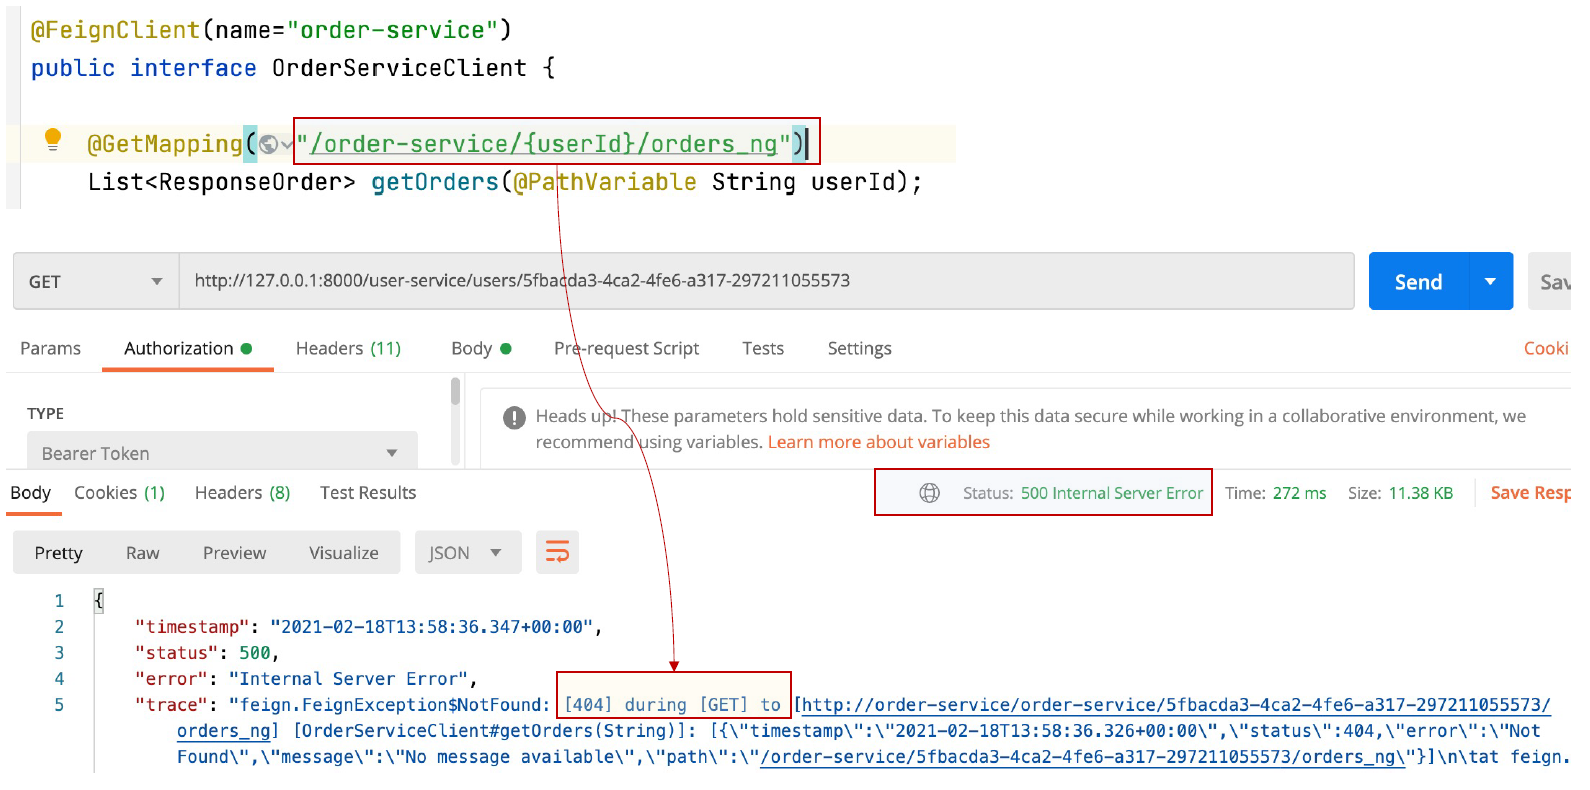 @FeignClient(name="order-service")
public interface OrderServiceClient {
@GetMapping("/order-service/{userId}/orders_ng")
List<ResponseOrder> getOrders(@PathVariable String userId);
GET http://127.0.0.1:8000/user-service/users/5fbacda3-4ca2-4fe6-a317-297211055573 Send Sav
Params Authorization Headers (11) Body Pre-request Script Tests Settings Cooki
TYPE
Bearer Token
Heads up! These parameters hold sensitive data. To keep this data secure while working in a collaborative environment, we
recommend using variables. Learn more about variables
Body Cookies (1) Headers (8) Test Results Status: 500 Internal Server Error Time: 272 ms Size: 11.38 KB Save Resp
Pretty Raw Preview Visualize JSON
1 {
2 "timestamp": "2021-02-18T13:58:36.347+00:00",
3 "status": 500,
4 "error": "Internal Server Error",
5 "trace": "feign.FeignException$NotFound: [404] during [GET] to [http://order-service/order-service/5fbacda3-4ca2-4fe6-a317-297211055573/
orders_ng] [OrderServiceClient#getOrders(String)]: [{\"timestamp\":\"2021-02-18T13:58:36.326+00:00\",\"status\":404,\"error\":\"Not
Found\",\"message\":\"No message available\",\"path\":\"/order-service/5fbacda3-4ca2-4fe6-a317-297211055573/orders_ng\"}]\n\tat feign.